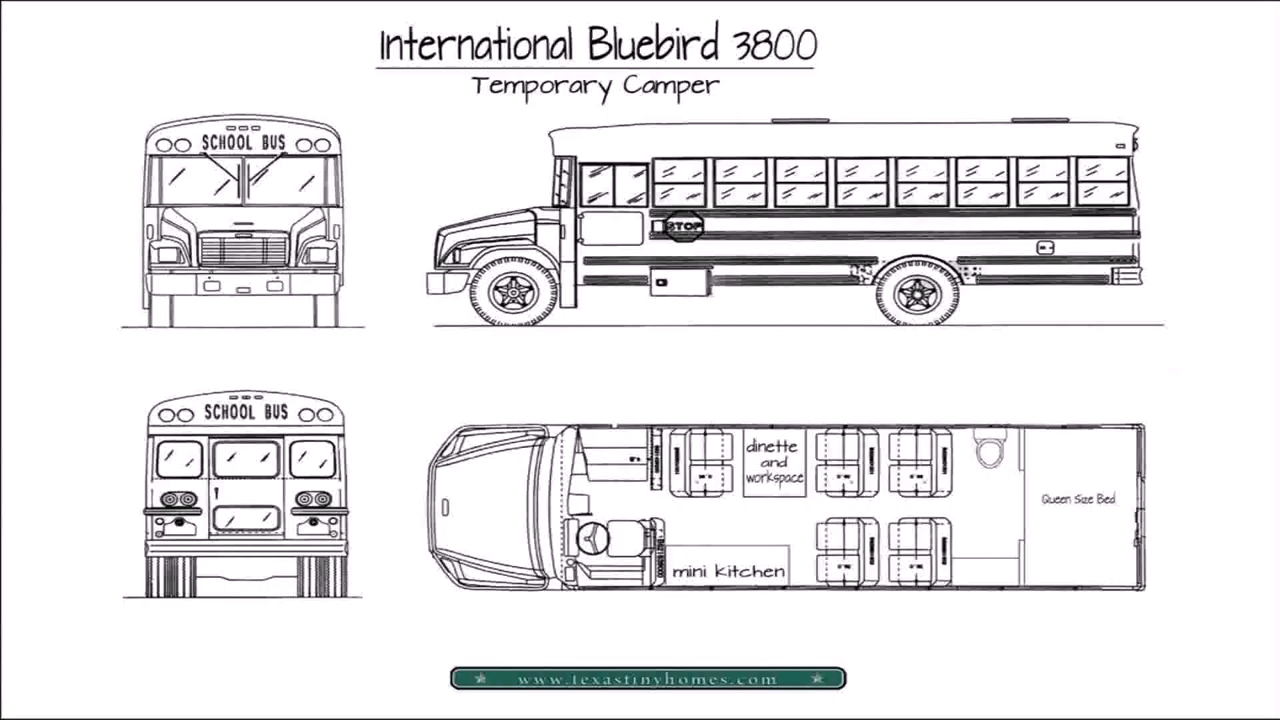 International Bluebird 3800
Temporary Camper
SCHOOL BUS
STOP
SCHOOL BUS
dinette
and
workspace
Queen Size Bed
mini kitchen
www.texastinyhomes.com